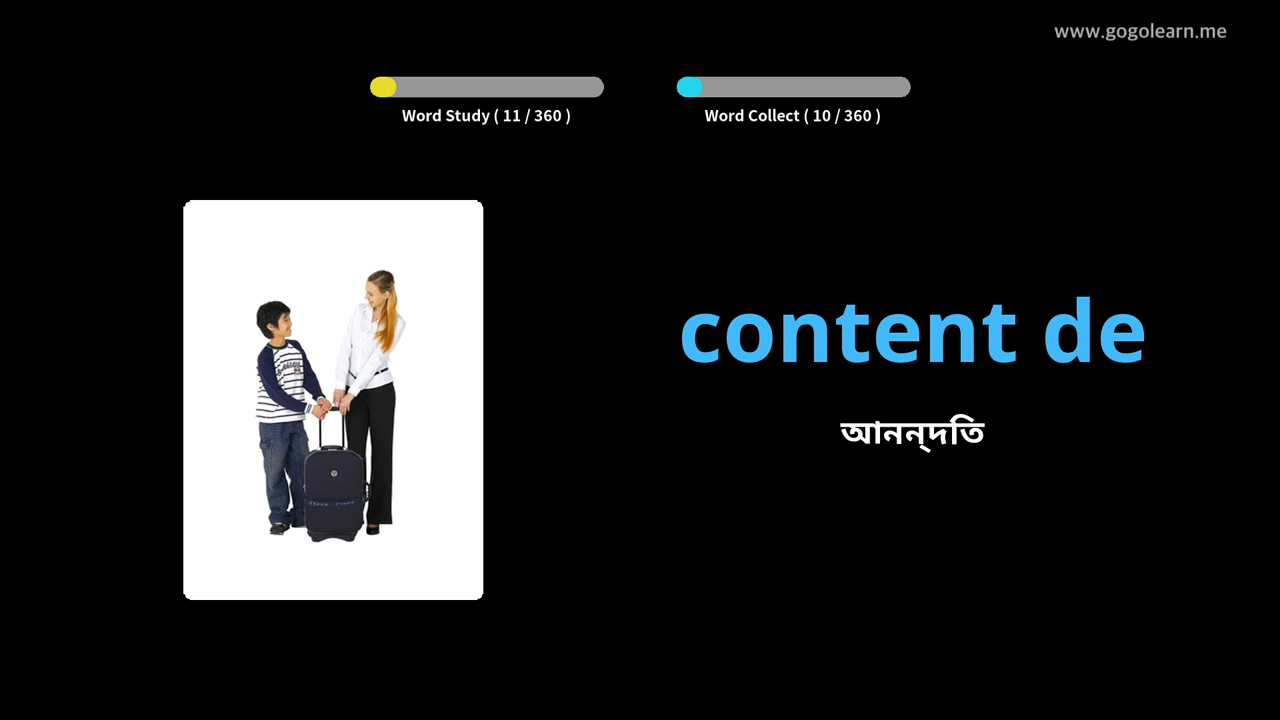 www.gogolearn.me
Word Study ( 11 / 360 )
Word Collect ( 10 / 360 )
content de
আনন্দতি